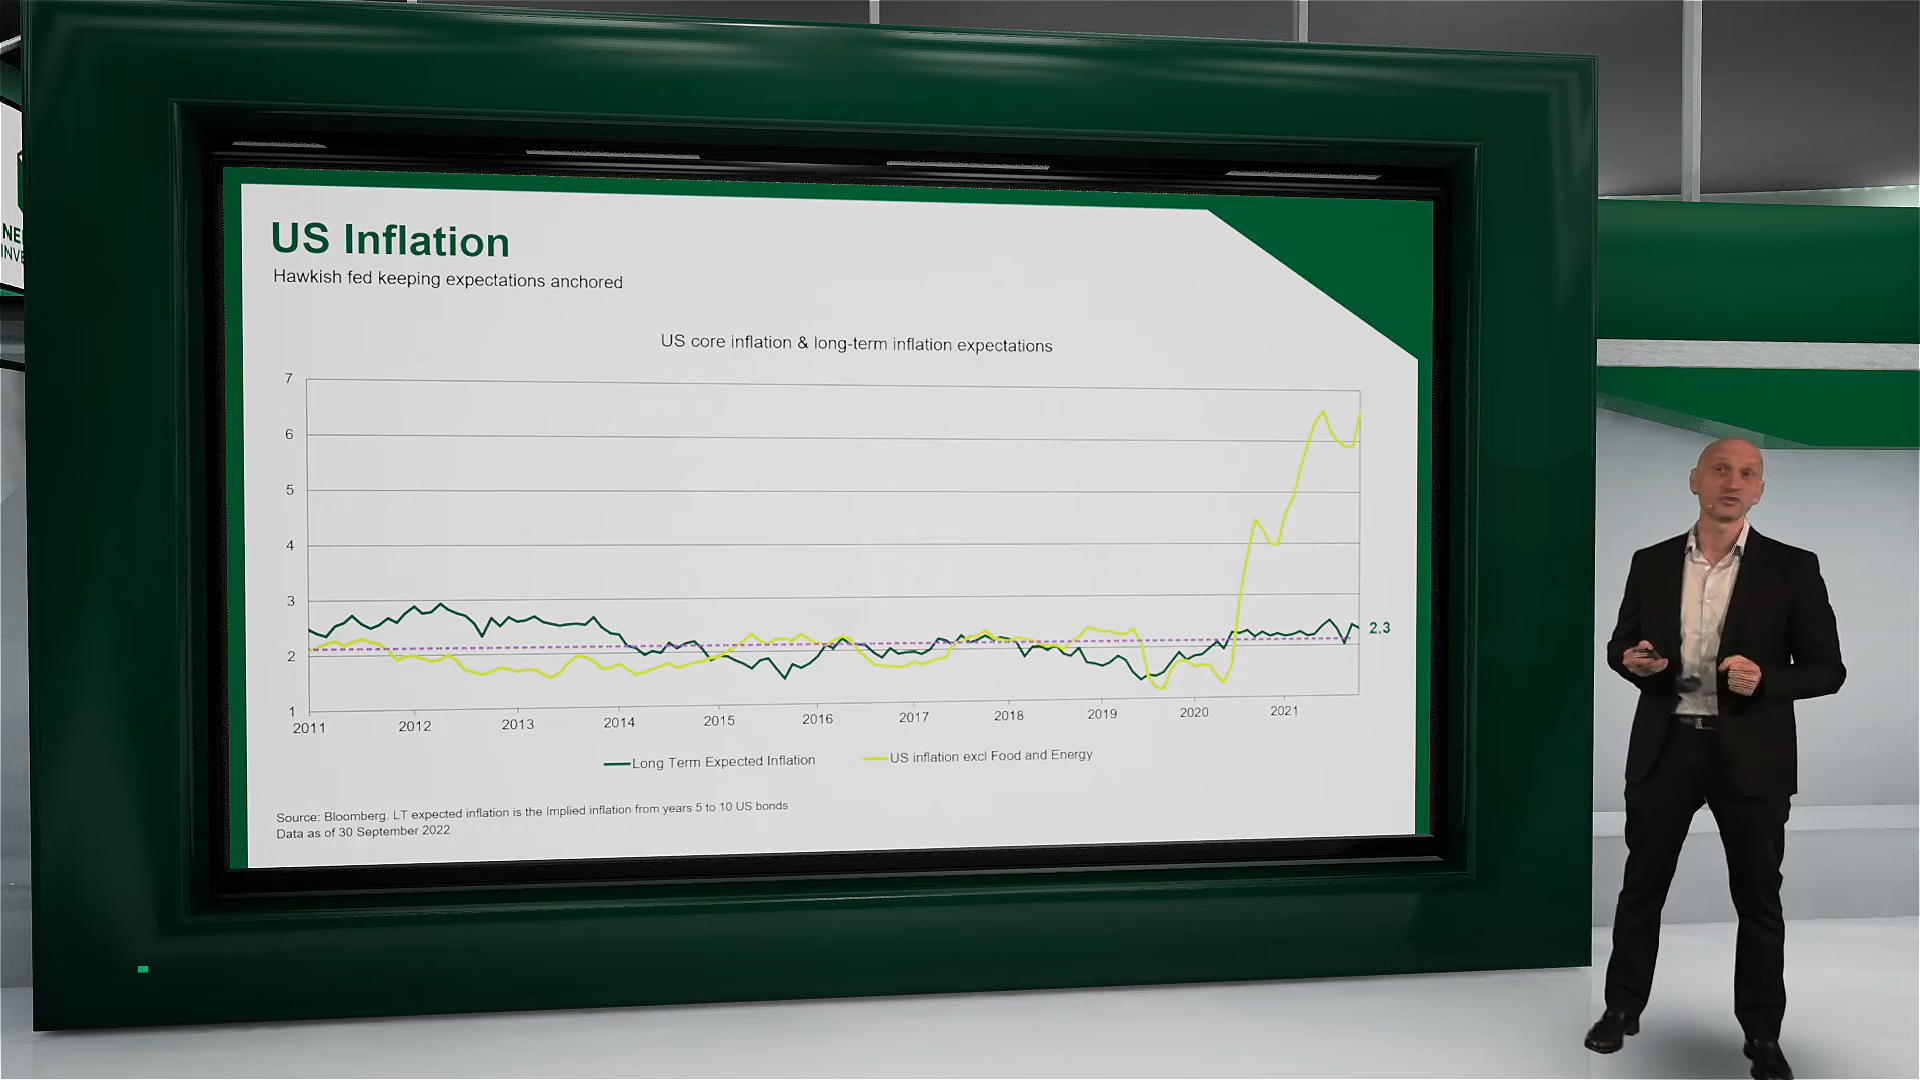 NE
INVE
US Inflation
Hawkish fed keeping expectations anchored
US core inflation & long-term inflation expectations
7
6
5
4
3
2
1
2.3
2011 2012 2013 2014 2015 2016 2017 2018 2019 2020 2021
Long Term Expected Inflation US inflation excl Food and Energy
Source: Bloomberg. LT expected inflation is the Implied inflation from years 5 to 10 US bonds
Data as of 30 September 2022